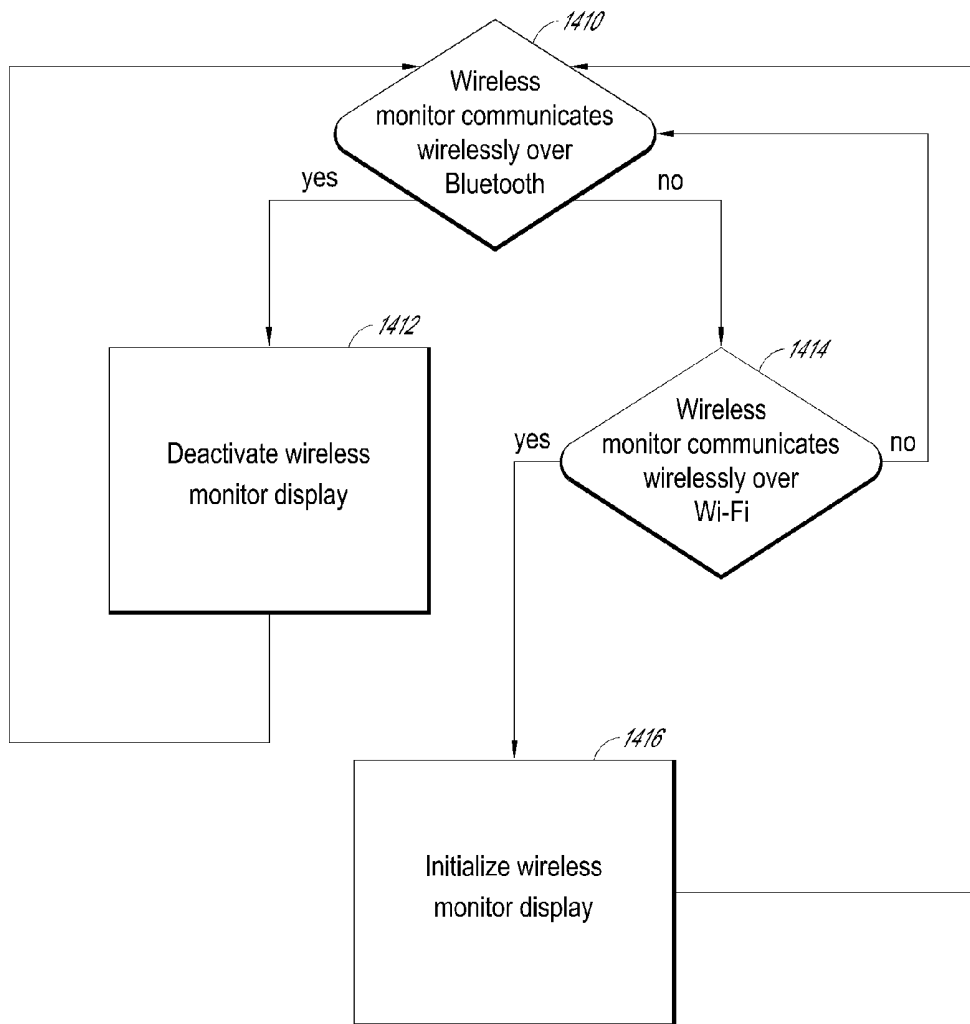 1410
Wireless
monitor communicates
wirelessly over
Bluetooth
yes
no
1412
Deactivate wireless
monitor display
1414
Wireless
monitor communicates
wirelessly over
Wi-Fi
yes
no
1416
Initialize wireless
monitor display